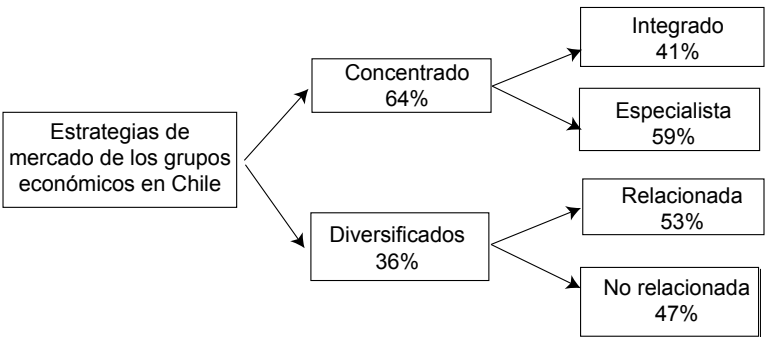 Estrategias de
mercado de los grupos
económicos en Chile
Concentrado
64%
Diversificados
36%
Integrado
41%
Especialista
59%
Relacionada
53%
No relacionada
47%